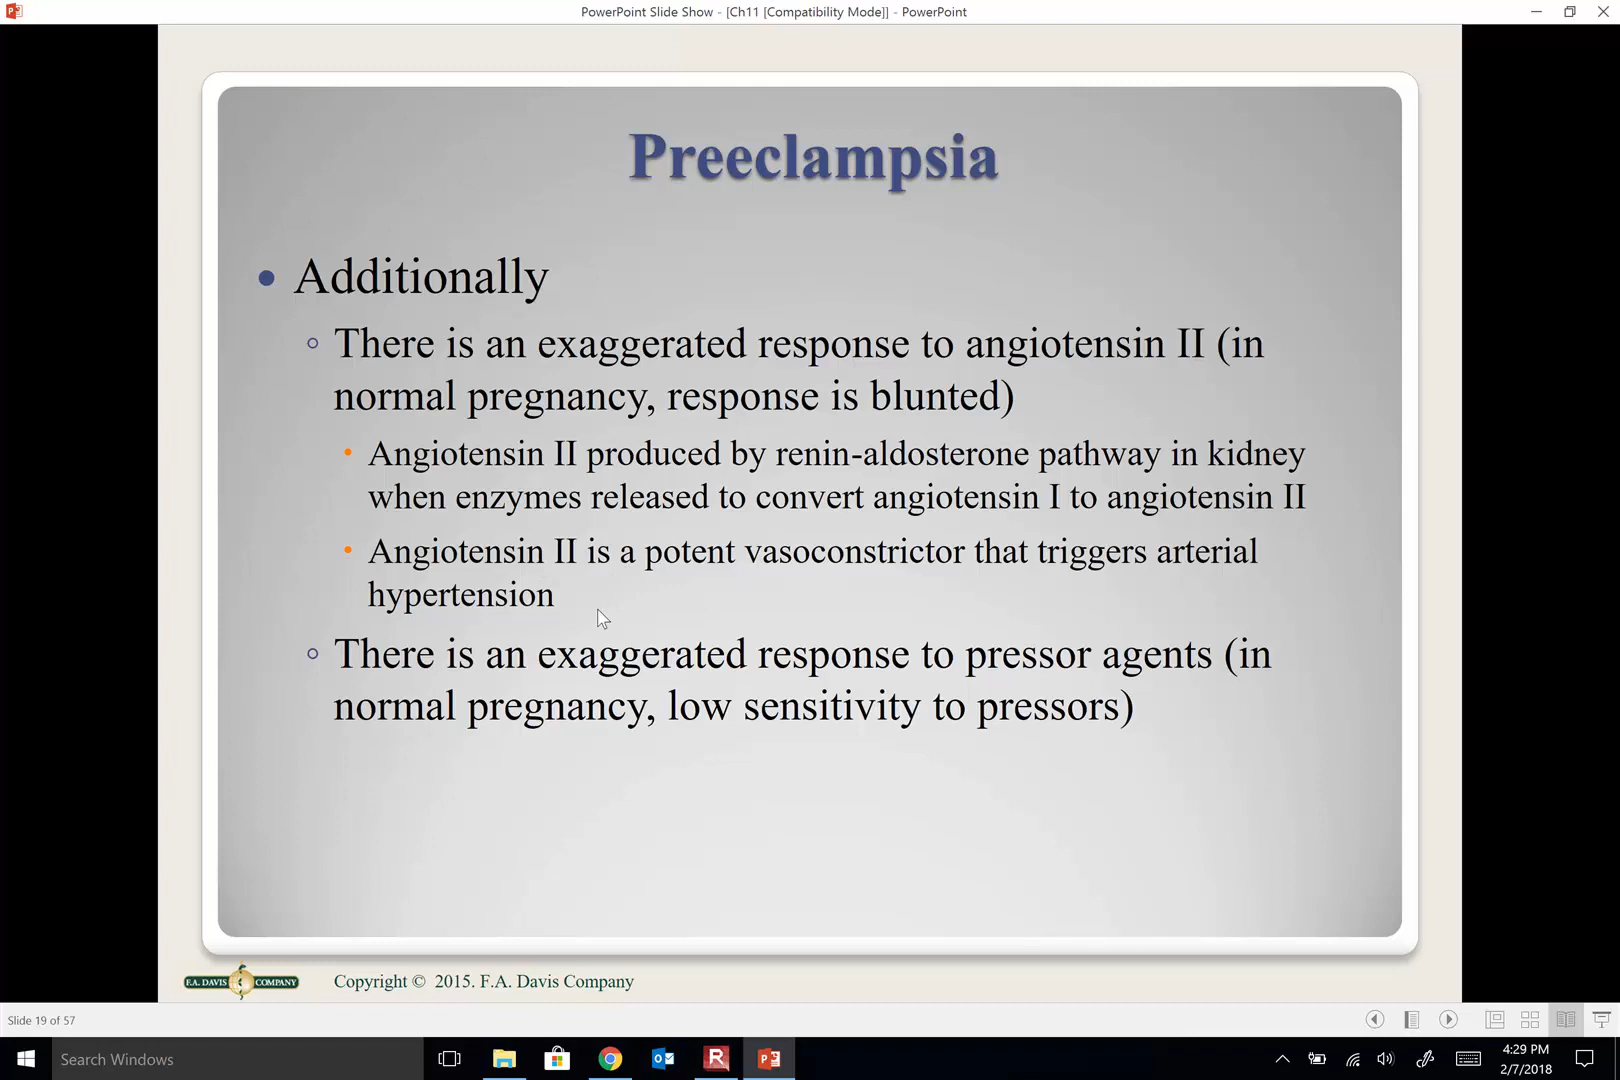 PowerPoint Slide Show - [Ch11 [Compatibility Mode]] - PowerPoint
Preeclampsia
• Additionally
◦ There is an exaggerated response to angiotensin II (in
normal pregnancy, response is blunted)
• Angiotensin II produced by renin-aldosterone pathway in kidney
when enzymes released to convert angiotensin I to angiotensin II
• Angiotensin II is a potent vasoconstrictor that triggers arterial
hypertension
◦ There is an exaggerated response to pressor agents (in
normal pregnancy, low sensitivity to pressors)
F.A. DAVIS COMPANY
Copyright © 2015. F.A. Davis Company
Slide 19 of 57
Search Windows
4:29 PM
2/7/2018